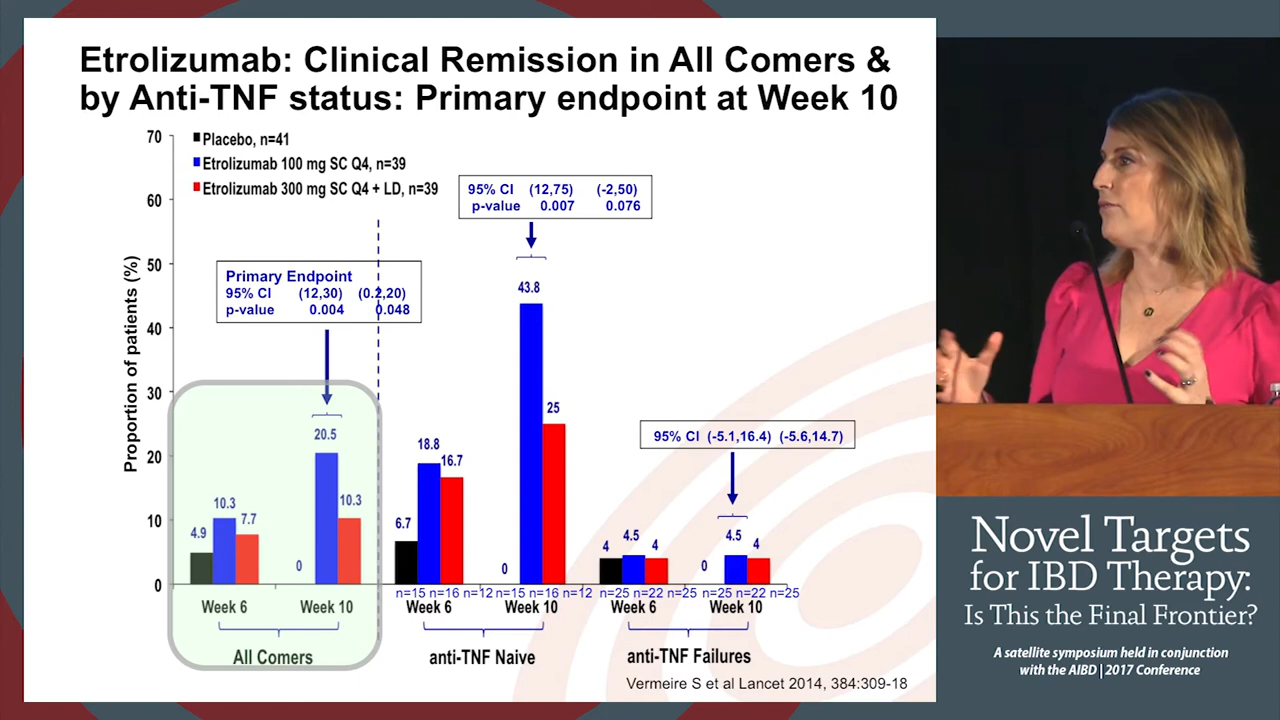 Etrolizumab: Clinical Remission in All Comers &
by Anti-TNF status: Primary endpoint at Week 10
Placebo, n=41
Etrolizumab 100 mg SC Q4, n=39
Etrolizumab 300 mg SC Q4 + LD, n=39
Proportion of patients (%)
70
60
50
40
30
20
10
0
Primary Endpoint
95% CI (12,30) (0.2,20)
p-value 0.004 0.048
95% CI (12,75) (-2,50)
p-value 0.007 0.076
95% CI (-5.1,16.4) (-5.6,14.7)
4.9 10.3 7.7
0 20.5 10.3
6.7 18.8 16.7
0 43.8 25
4 4.5 4
0 4.5 4
n=15 n=16 n=12 n=15 n=16 n=12 n=25 n=22 n=25 n=25 n=22 n=25
Week 6 Week 10 Week 6 Week 10 Week 6 Week 10
All Comers anti-TNF Naive anti-TNF Failures
Vermeire S et al Lancet 2014, 384:309-18
Novel Targets
for IBD Therapy:
Is This the Final Frontier?
A satellite symposium held in conjunction
with the AIBD | 2017 Conference